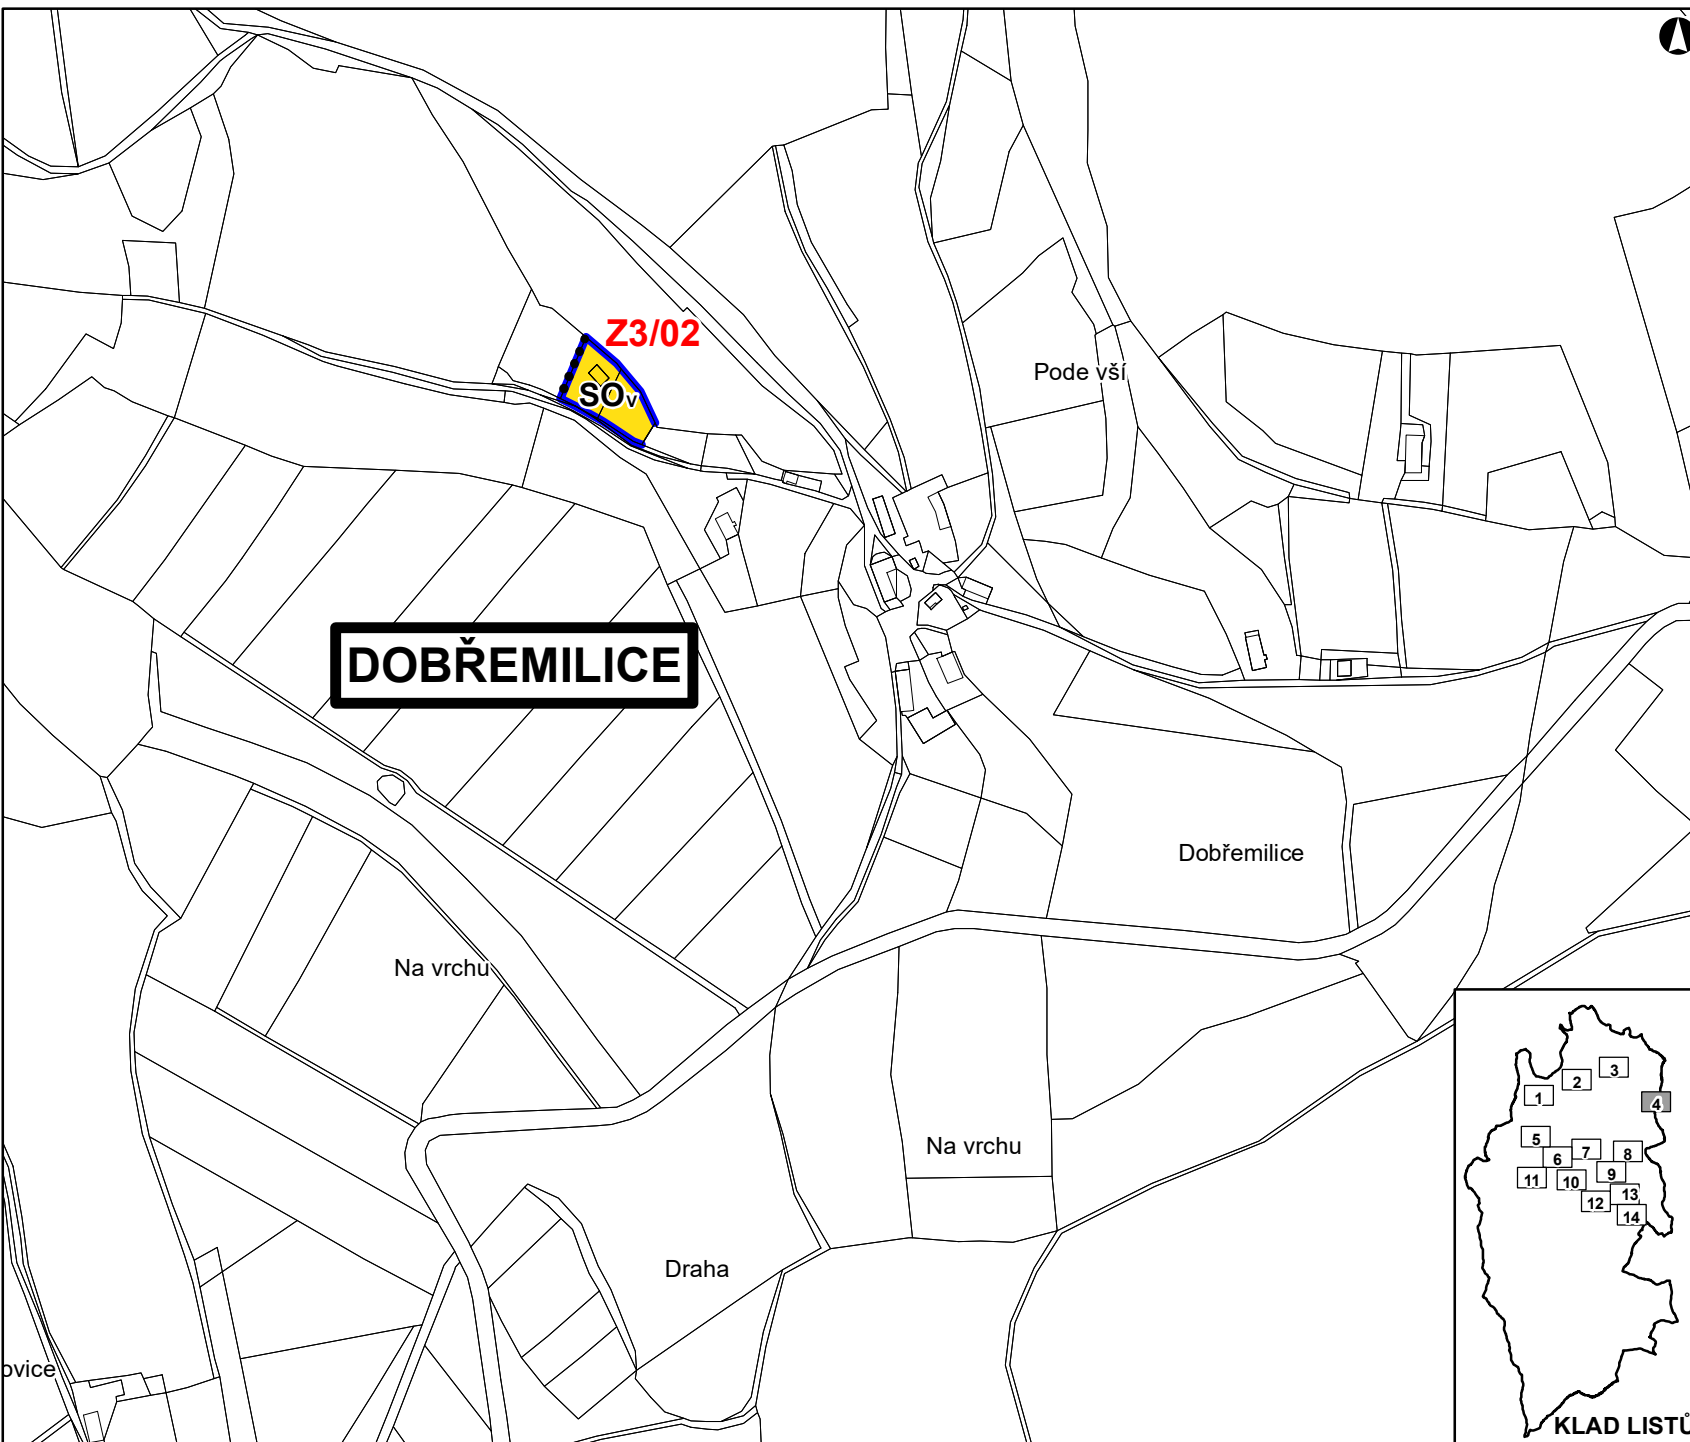 Z3/02
Pode vší
SOv
DOBŘEMILICE
Dobřemilice
Na vrchu
3
2
1
4
5
7
8
6
9
11
10
13
12
14
Na vrchu
Draha
ovice
KLAD LISTŮ